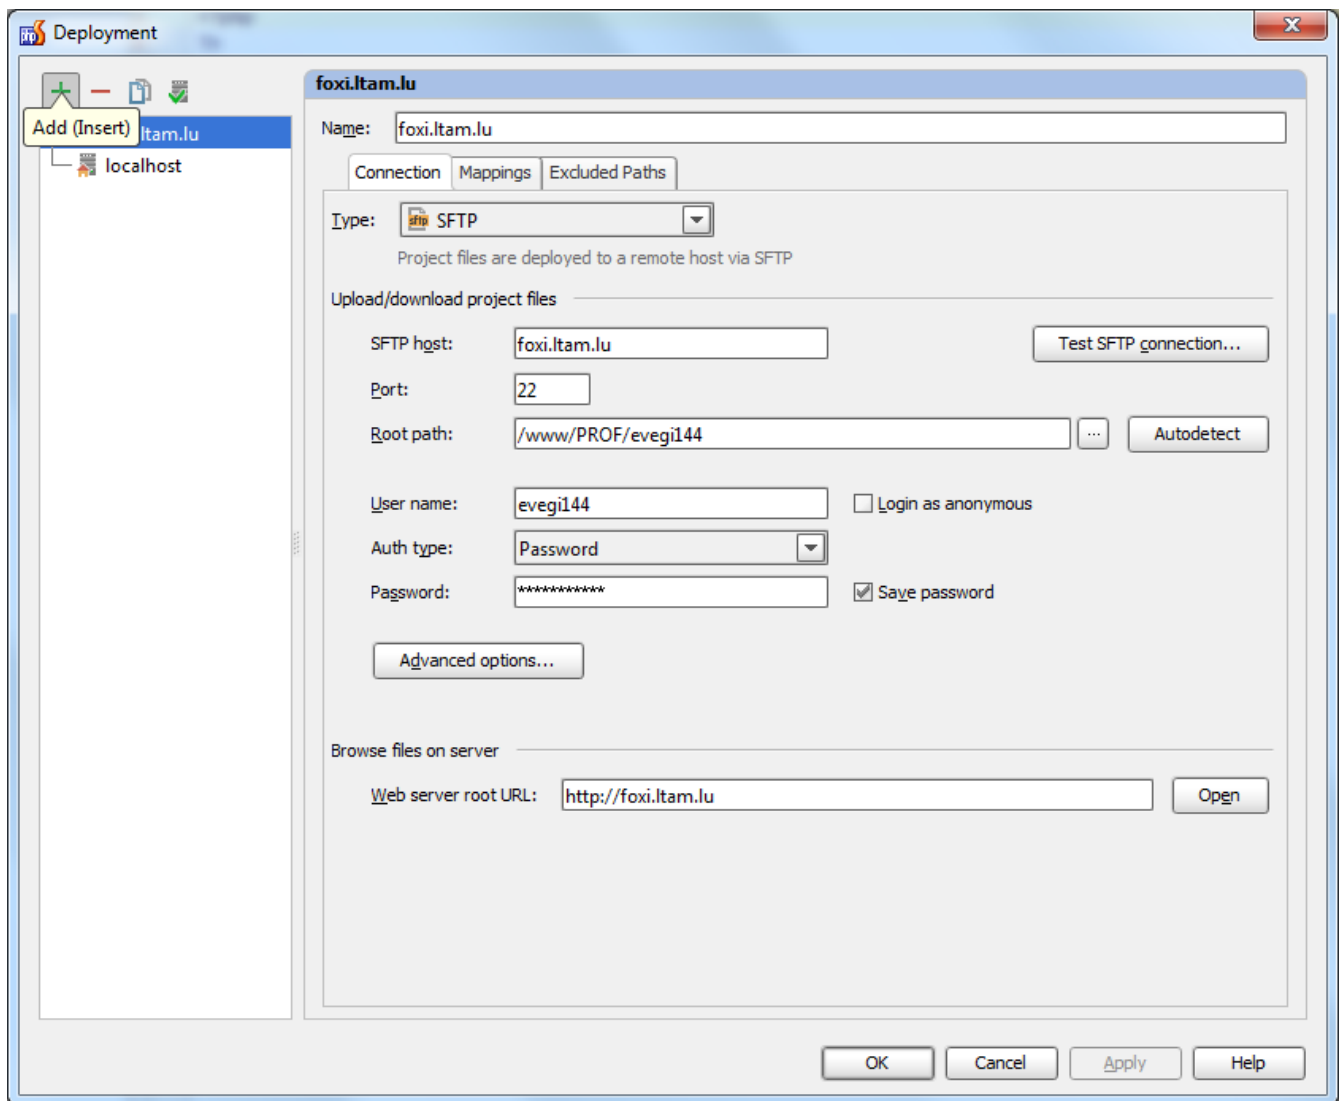 Deployment
foxi.ltam.lu
Add (Insert)
ltam.lu
localhost
Name: foxi.ltam.lu
Connection Mappings Excluded Paths
Type: SFTP
Project files are deployed to a remote host via SFTP
Upload/download project files
SFTP host: foxi.ltam.lu Test SFTP connection...
Port: 22
Root path: /www/PROF/evegi144 ... Autodetect
User name: evegi144 Login as anonymous
Auth type: Password
Password: *********** Save password
Advanced options...
Browse files on server
Web server root URL: http://foxi.ltam.lu Open
OK Cancel Apply Help